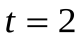 t = 2